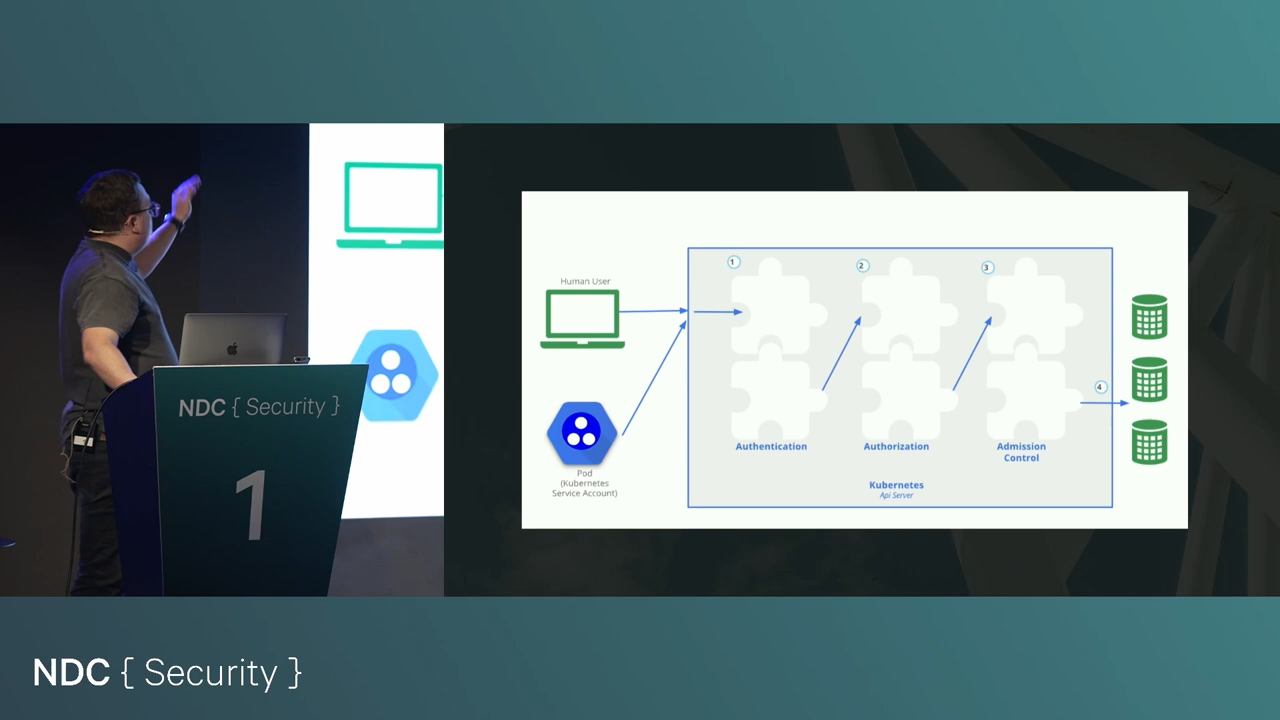 NDC { Security }
1
Human User
Pod
(Kubernetes
Service Account)
1
2
3
4
Authentication
Authorization
Admission
Control
Kubernetes
Api Server
NDC { Security }